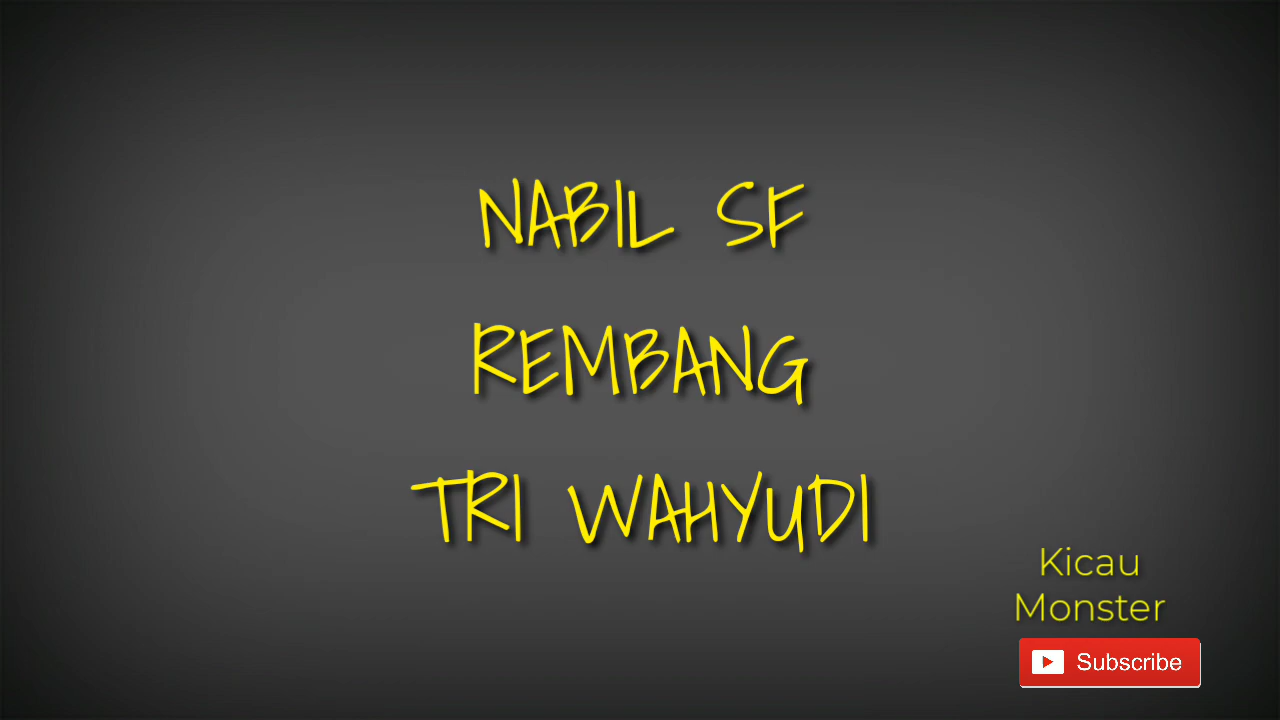 NABIL SF
REMBANG
TRI WAHYUDI
Kicau
Monster
Subscribe